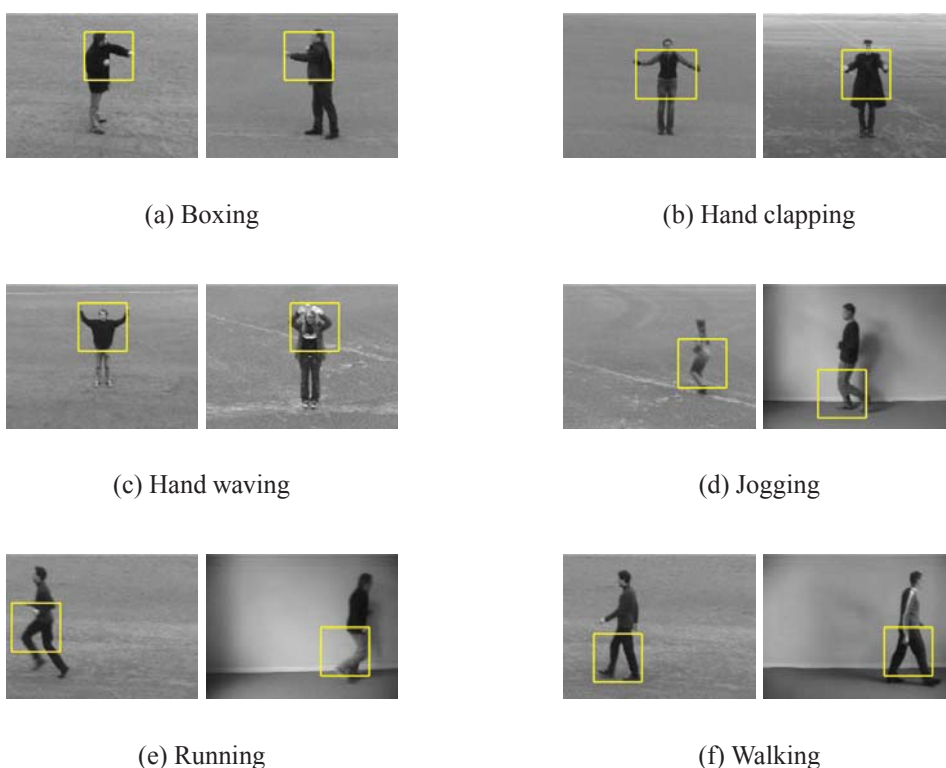 (a) Boxing
(b) Hand clapping
(c) Hand waving
(d) Jogging
(e) Running
(f) Walking